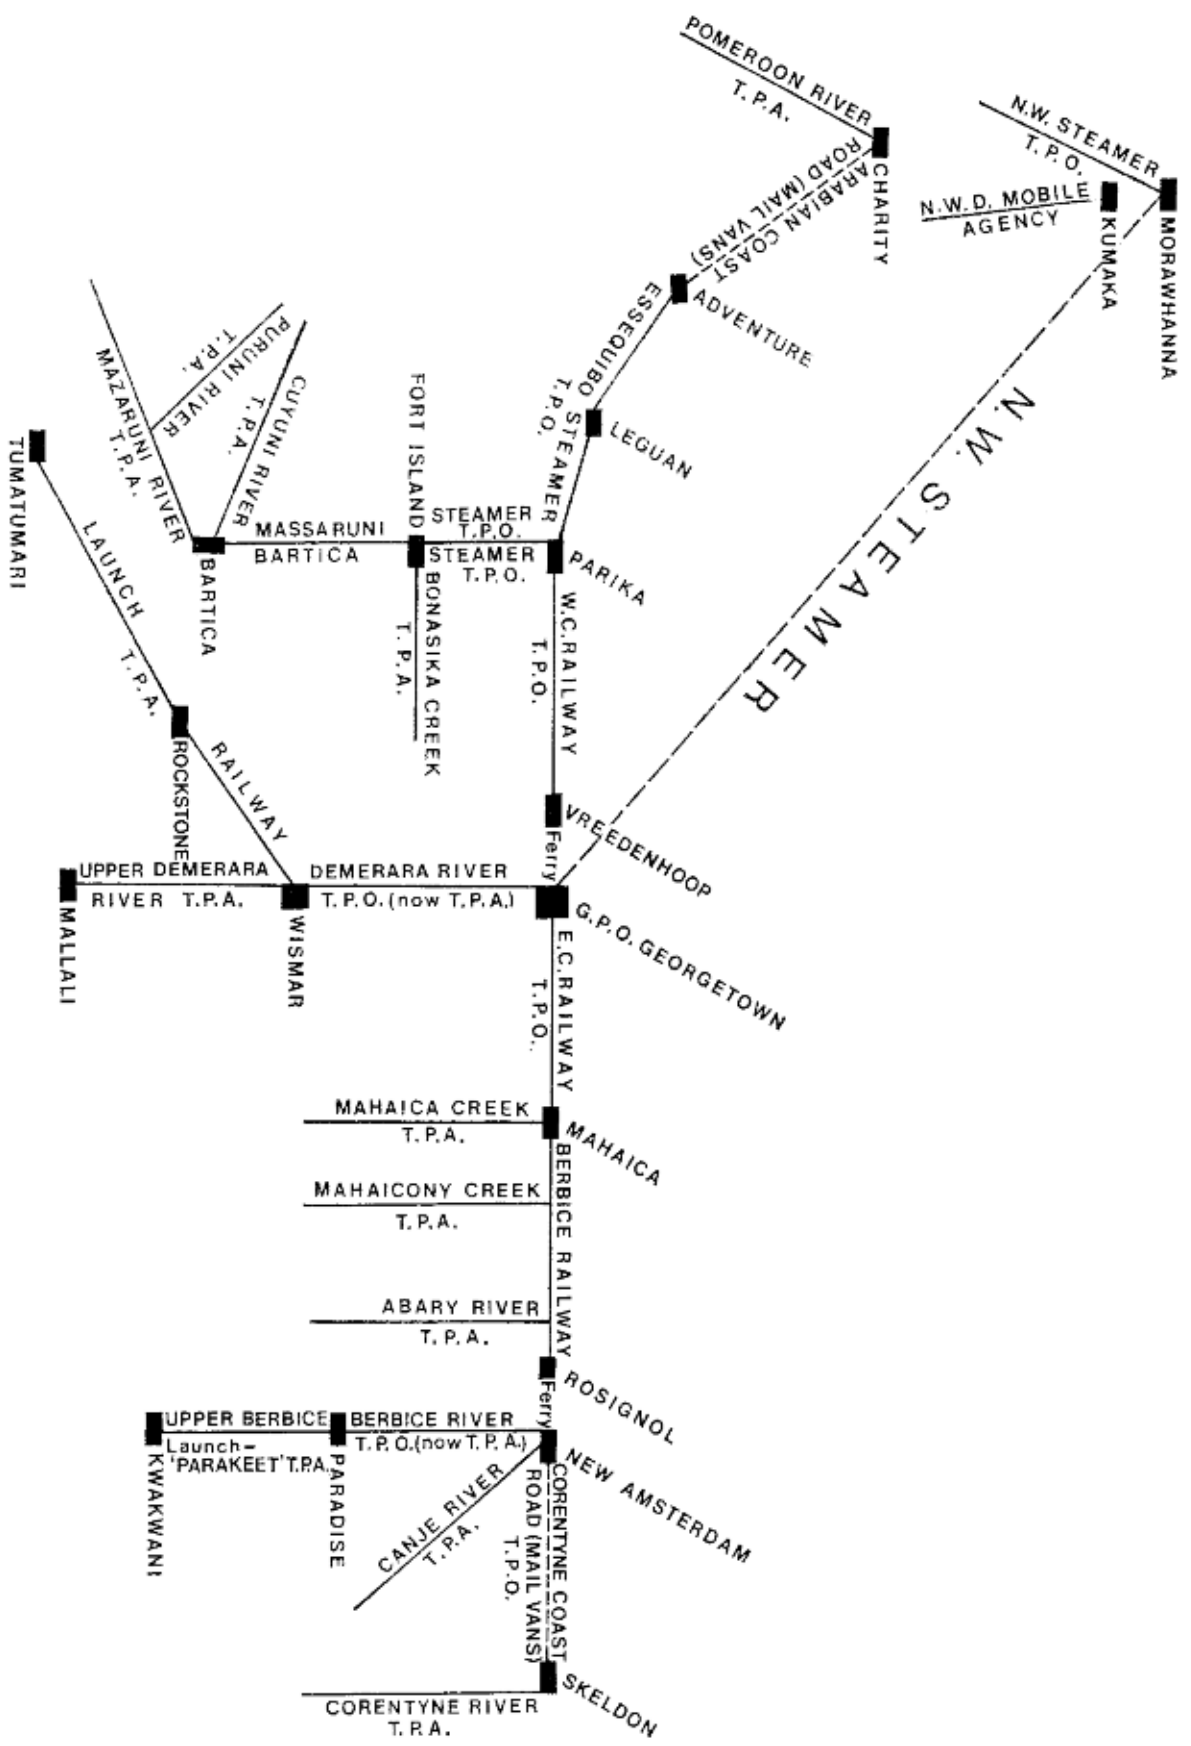 POMEROON RIVER
T.P.A.
N.W. STEAMER
T.P.O.
N.W.D. MOBILE
AGENCY
CHARITY
KUMAKA
MORAWHANNA
ARABIAN COAST
ROAD (MAIL VANS)
ADVENTURE
ESSEQUIBO STEAMER
T.P.O.
LEGUAN
N.W. STEAMER
PURUNI RIVER
T.P.A.
MAZARUNI RIVER
T.P.A.
CUYUNI RIVER
T.P.A.
FORT ISLAND
TUMATUMARI
LAUNCH T.P.A.
MASSARUNI
BARTICA
STEAMER
T.P.O.
STEAMER
T.P.O.
PARIKA
BARTICA
BONASIKA CREEK
T.P.A.
W.C.RAILWAY
T.P.O.
ROCKSTONE
RAILWAY
VREEDENHOOP
Ferry
UPPER DEMERARA
RIVER T.P.A.
DEMERARA RIVER
T.P.O. (now T.P.A.)
MALLALI
WISMAR
G.P.O. GEORGETOWN
E.C.RAILWAY
T.P.O.
MAHAICA CREEK
T.P.A.
MAHAICA
BERBICE RAILWAY
MAHAICONY CREEK
T.P.A.
ABARY RIVER
T.P.A.
ROSIGNOL
Ferry
UPPER BERBICE
Launch-
'PARAKEET' T.P.A.
BERBICE RIVER
T.P.O. (now T.P.A.)
KWAKWANI
PARADISE
NEW AMSTERDAM
CANJE RIVER
T.P.A.
CORENTYNE COAST
ROAD (MAIL VANS)
T.P.O.
SKELDON
CORENTYNE RIVER
T.P.A.